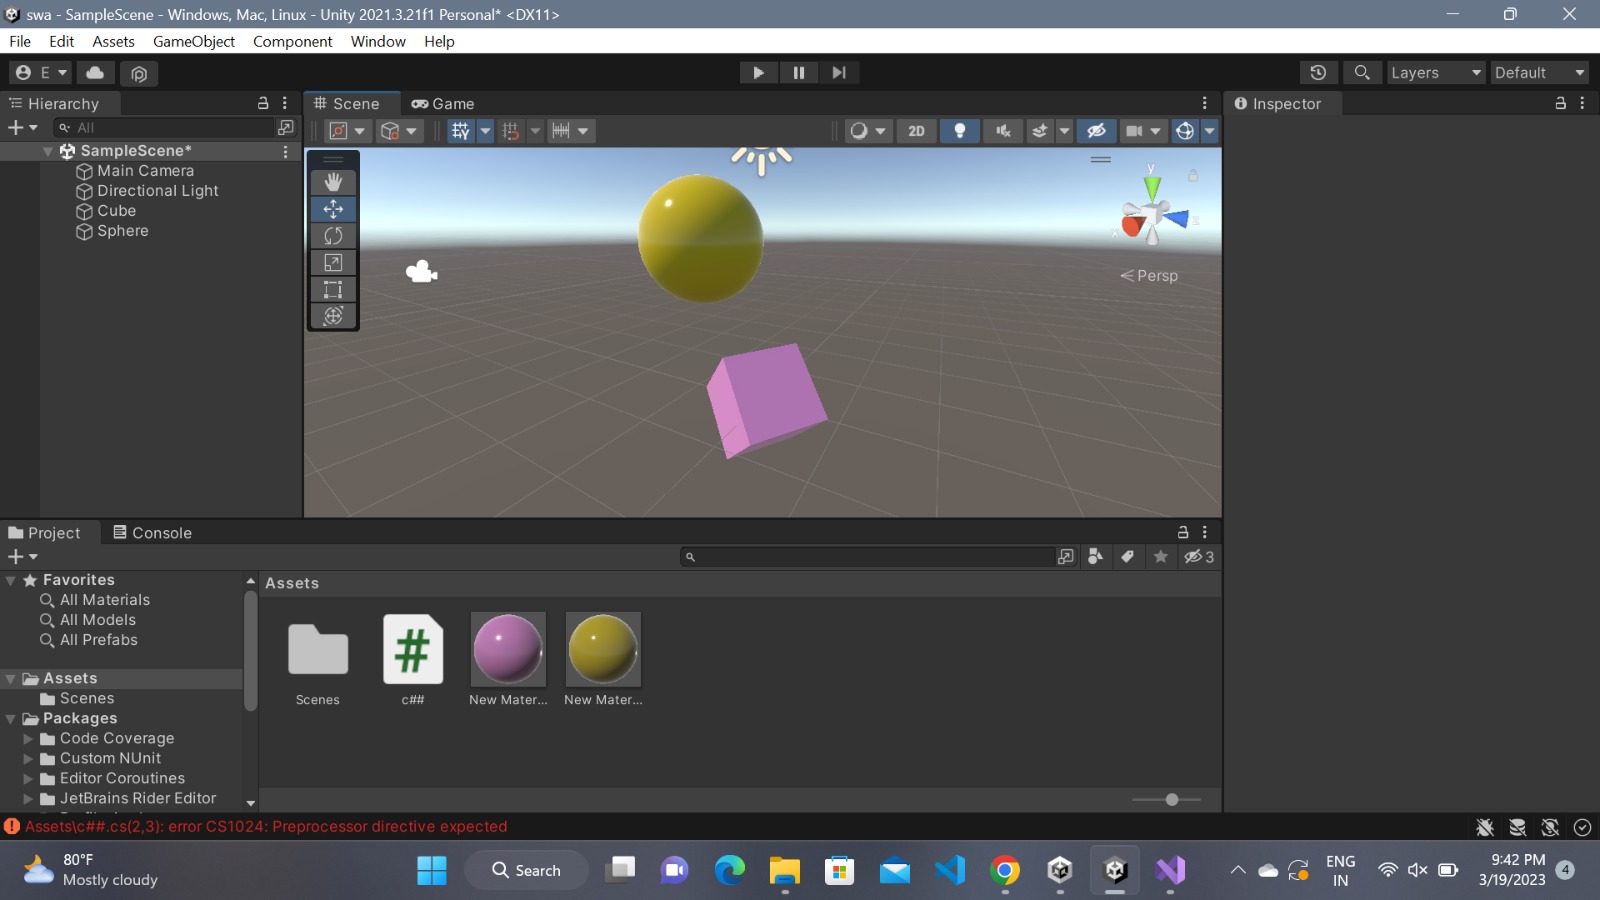 swa - SampleScene - Windows, Mac, Linux - Unity 2021.3.21f1 Personal* <DX11>
File Edit Assets GameObject Component Window Help
E Layers Default
Hierarchy Scene Game Inspector
All 2D
SampleScene*
Main Camera
Directional Light
Cube
Sphere
y
x z
Persp
Project Console
3
Favorites
All Materials
All Models
All Prefabs
Assets
Scenes
Packages
Code Coverage
Custom NUnit
Editor Coroutines
JetBrains Rider Editor
Assets
Scenes c## New Mater... New Mater...
Assets\c##.cs(2,3): error CS1024: Preprocessor directive expected
80°F
Mostly cloudy
Search
ENG
IN
9:42 PM
3/19/2023
4